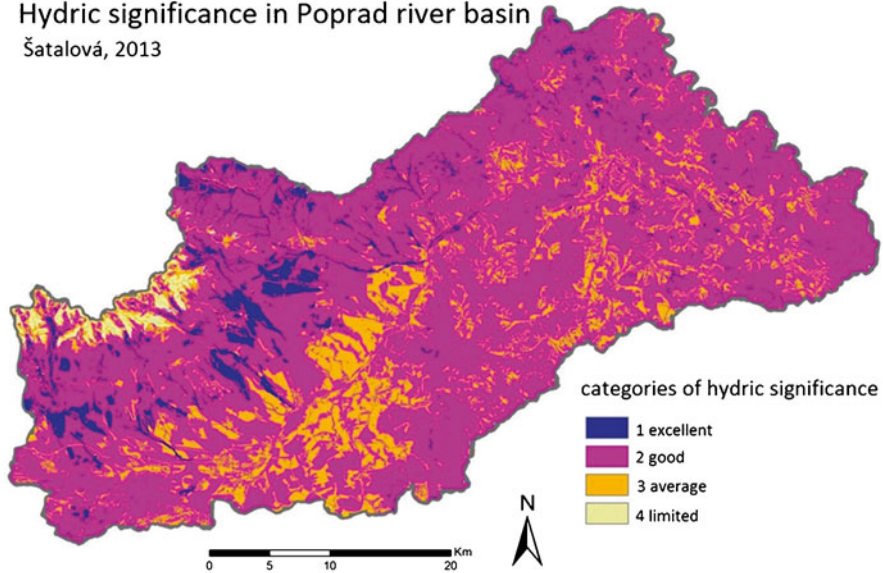 Hydric significance in Poprad river basin
Šatalová, 2013
categories of hydric significance
1 excellent
2 good
3 average
4 limited
N
Km
0 5 10 20